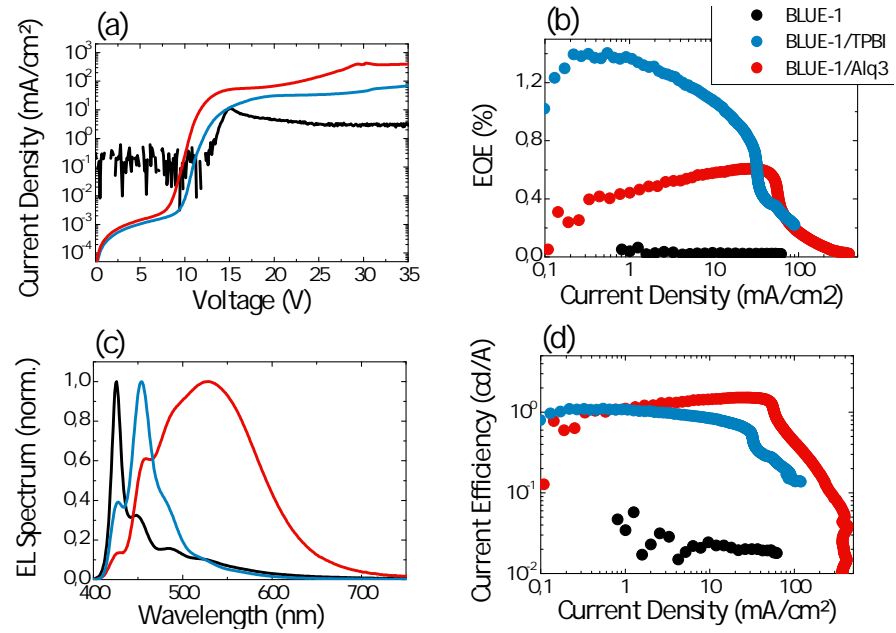 (a)
10³
10²
10¹
10⁰
10⁻¹
10⁻²
10⁻³
10⁻⁴
Current Density (mA/cm²)
0 5 10 15 20 25 30 35
Voltage (V)
(b)
BLUE-1
BLUE-1/TPBI
BLUE-1/Alq3
1,2
0,8
0,4
0,0
EQE (%)
0,1 1 10 100
Current Density (mA/cm2)
(c)
1,0
0,8
0,6
0,4
0,2
0,0
EL Spectrum (norm.)
400 500 600 700
Wavelength (nm)
(d)
10⁰
10⁻¹
10⁻²
Current Efficiency (cd/A)
0,1 1 10 100
Current Density (mA/cm²)